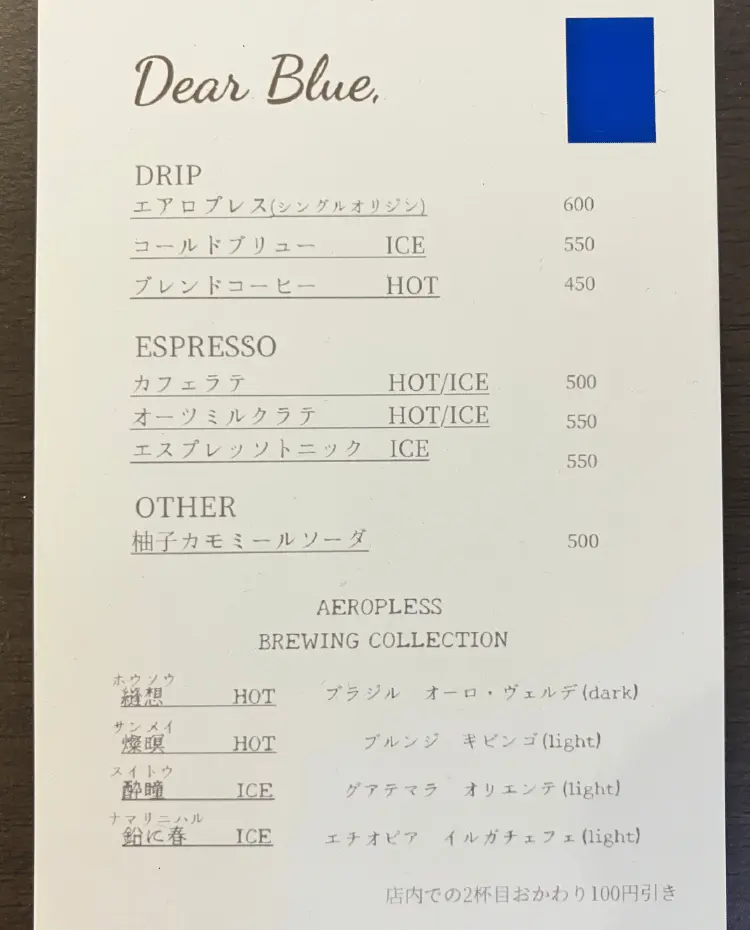 Dear Blue,
DRIP
エアロプレス(シングルオリジン) 600
コールドブリュー ICE 550
ブレンドコーヒー HOT 450
ESPRESSO
カフェラテ HOT/ICE 500
オーツミルクラテ HOT/ICE 550
エスプレッソトニック ICE 550
OTHER
柚子カモミールソーダ 500
AEROPLESS
BREWING COLLECTION
ホウソウ
縫想 HOT ブラジル オーロ・ヴェルデ(dark)
サンメイ
燦暝 HOT ブルンジ キビンゴ(light)
スイトウ
酔瞳 ICE グアテマラ オリエンテ(light)
ナマリニハル
鉛に春 ICE エチオピア イルガチェフェ(light)
店内での2杯目おかわり100円引き